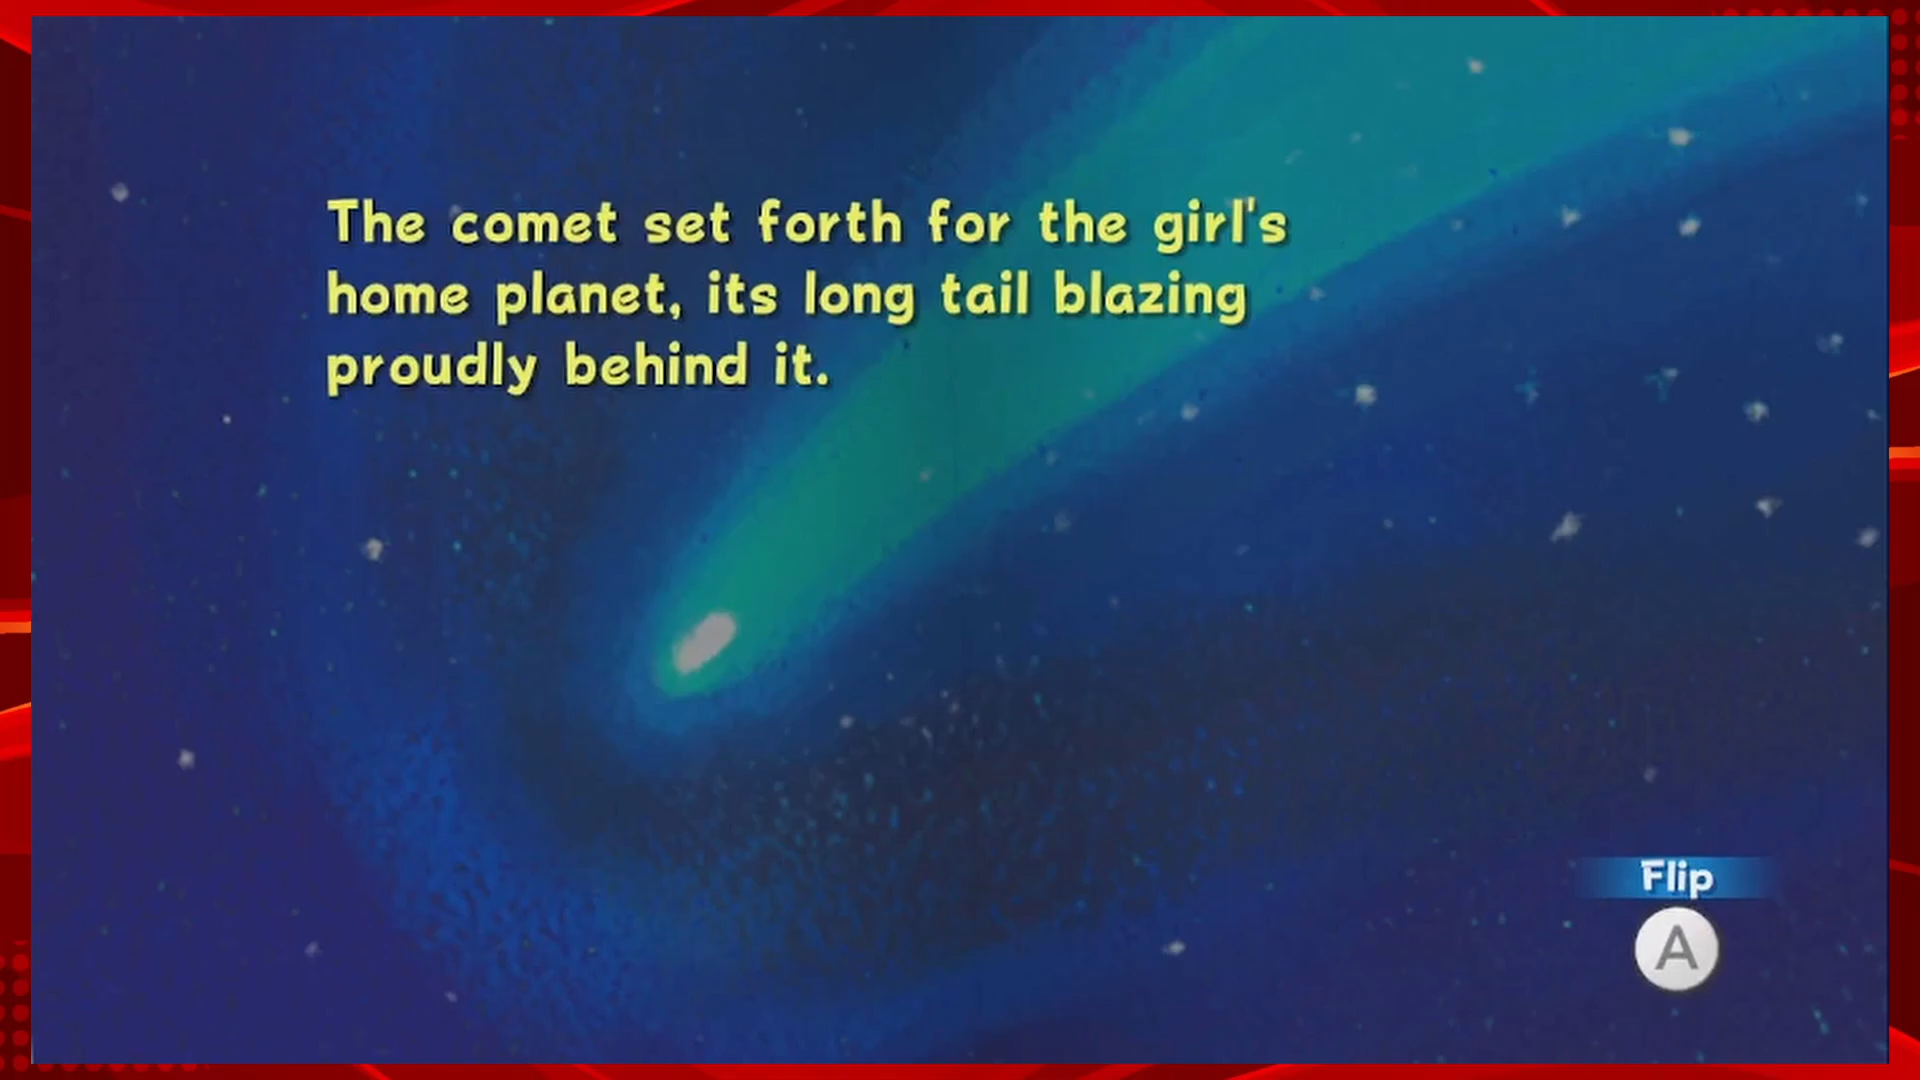 The comet set forth for the girl's
home planet, its long tail blazing
proudly behind it.
Flip
A